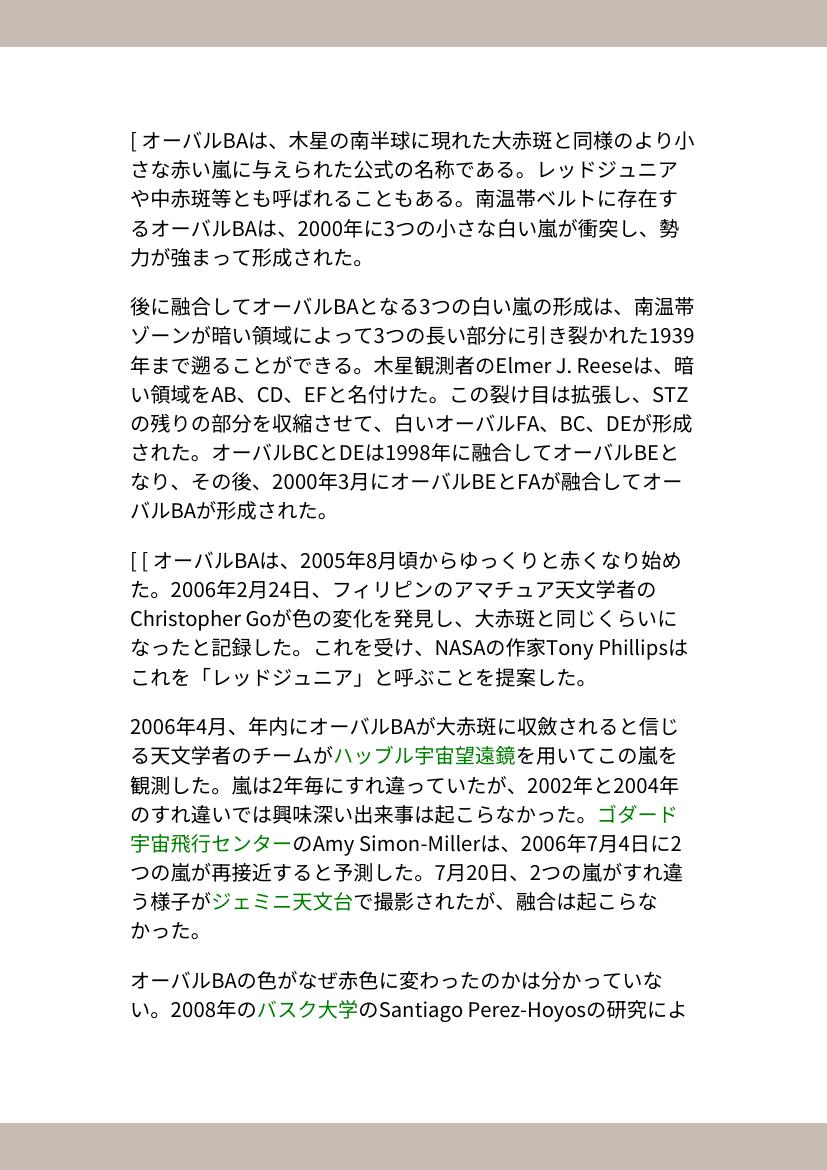 [ オーバルBAは、木星の南半球に現れた大赤斑と同様のより小
さな赤い嵐に与えられた公式の名称である。レッドジュニア
や中赤斑等とも呼ばれることもある。南温帯ベルトに存在す
るオーバルBAは、2000年に3つの小さな白い嵐が衝突し、勢
力が強まって形成された。
後に融合してオーバルBAとなる3つの白い嵐の形成は、南温帯
ゾーンが暗い領域によって3つの長い部分に引き裂かれた1939
年まで遡ることができる。木星観測者のElmer J. Reeseは、暗
い領域をAB、CD、EFと名付けた。この裂け目は拡張し、STZ
の残りの部分を収縮させて、白いオーバルFA、BC、DEが形成
された。オーバルBCとDEは1998年に融合してオーバルBEと
なり、その後、2000年3月にオーバルBEとFAが融合してオー
バルBAが形成された。
[ [ オーバルBAは、2005年8月頃からゆっくりと赤くなり始め
た。2006年2月24日、フィリピンのアマチュア天文学者の
Christopher Goが色の変化を発見し、大赤斑と同じくらいに
なったと記録した。これを受け、NASAの作家Tony Phillipsは
これを「レッドジュニア」と呼ぶことを提案した。
2006年4月、年内にオーバルBAが大赤斑に収斂されると信じ
る天文学者のチームがハッブル宇宙望遠鏡を用いてこの嵐を
観測した。嵐は2年毎にすれ違っていたが、2002年と2004年
のすれ違いでは興味深い出来事は起こらなかった。ゴダード
宇宙飛行センターのAmy Simon-Millerは、2006年7月4日に2
つの嵐が再接近すると予測した。7月20日、2つの嵐がすれ違
う様子がジェミニ天文台で撮影されたが、融合は起こらな
かった。
オーバルBAの色がなぜ赤色に変わったのかは分かっていな
い。2008年のバスク大学のSantiago Perez-Hoyosの研究によ